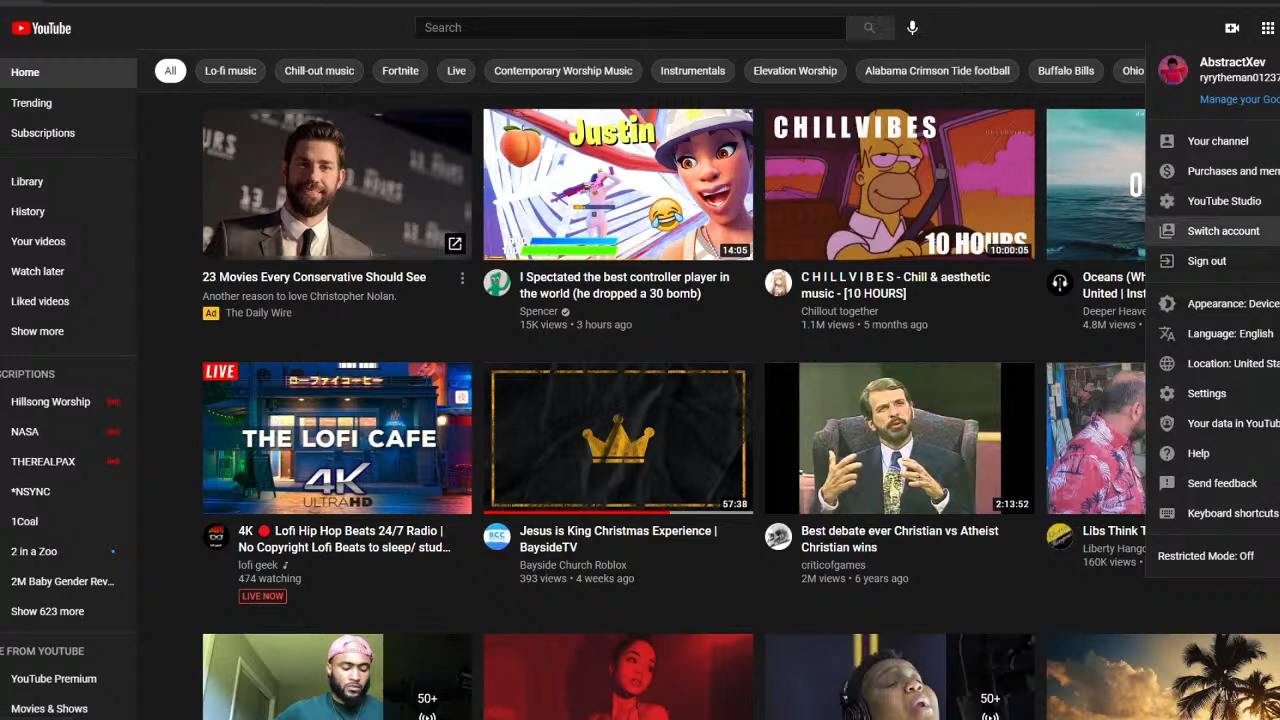 YouTube
Search
All
Lo-fi music
Chill-out music
Fortnite
Live
Contemporary Worship Music
Instrumentals
Elevation Worship
Alabama Crimson Tide football
Buffalo Bills
Ohio
Home
Trending
Subscriptions
Library
History
Your videos
Watch later
Liked videos
Show more
SCRIPTIONS
Hillsong Worship
NASA
THEREALPAX
*NSYNC
1Coal
2 in a Zoo
2M Baby Gender Rev...
Show 623 more
E FROM YOUTUBE
YouTube Premium
Movies & Shows
23 Movies Every Conservative Should See
Another reason to love Christopher Nolan.
Ad The Daily Wire
Justin
14:05
I Spectated the best controller player in
the world (he dropped a 30 bomb)
Spencer
15K views • 3 hours ago
CHILLVIBES
10 HOURS
10:00:05
C H I L L V I B E S - Chill & aesthetic
music - [10 HOURS]
Chillout together
1.1M views • 5 months ago
Oceans (Wh
United | Inst
Deeper Heave
4.8M views •
LIVE
ローファイコーヒー
THE LOFI CAFE
4K
ULTRAHD
4K 🔴 Lofi Hip Hop Beats 24/7 Radio |
No Copyright Lofi Beats to sleep/ stud...
lofi geek ♪
474 watching
LIVE NOW
57:38
Jesus is King Christmas Experience |
BaysideTV
Bayside Church Roblox
393 views • 4 weeks ago
2:13:52
Best debate ever Christian vs Atheist
Christian wins
criticofgames
2M views • 6 years ago
Libs Think T
Liberty Hango
160K views •
50+
50+
AbstractXev
ryrytheman01237
Manage your Goo
Your channel
Purchases and mem
YouTube Studio
Switch account
Sign out
Appearance: Device
Language: English
Location: United Sta
Settings
Your data in YouTub
Help
Send feedback
Keyboard shortcuts
Restricted Mode: Off